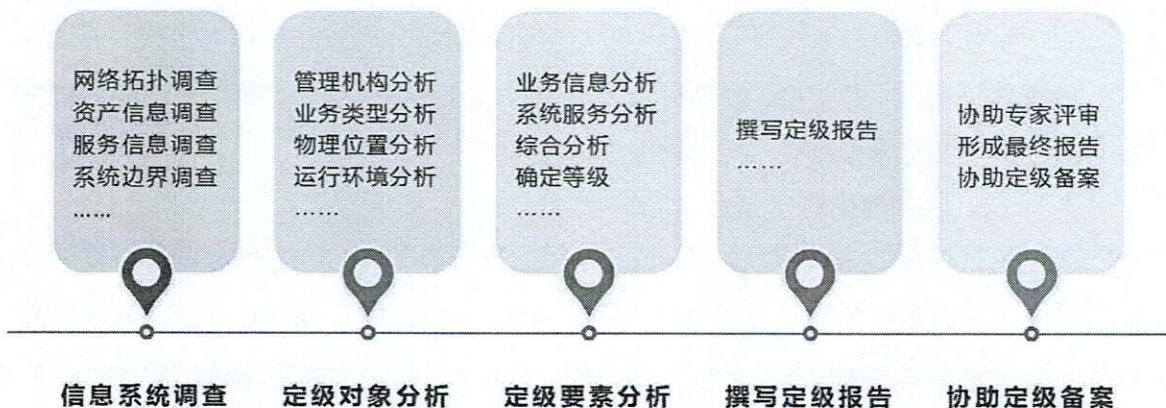 网络拓扑调查
资产信息调查
服务信息调查
系统边界调查
……
管理机构分析
业务类型分析
物理位置分析
运行环境分析
……
业务信息分析
系统服务分析
综合分析
确定等级
……
撰写定级报告
……
协助专家评审
形成最终报告
协助定级备案
信息系统调查
定级对象分析
定级要素分析
撰写定级报告
协助定级备案